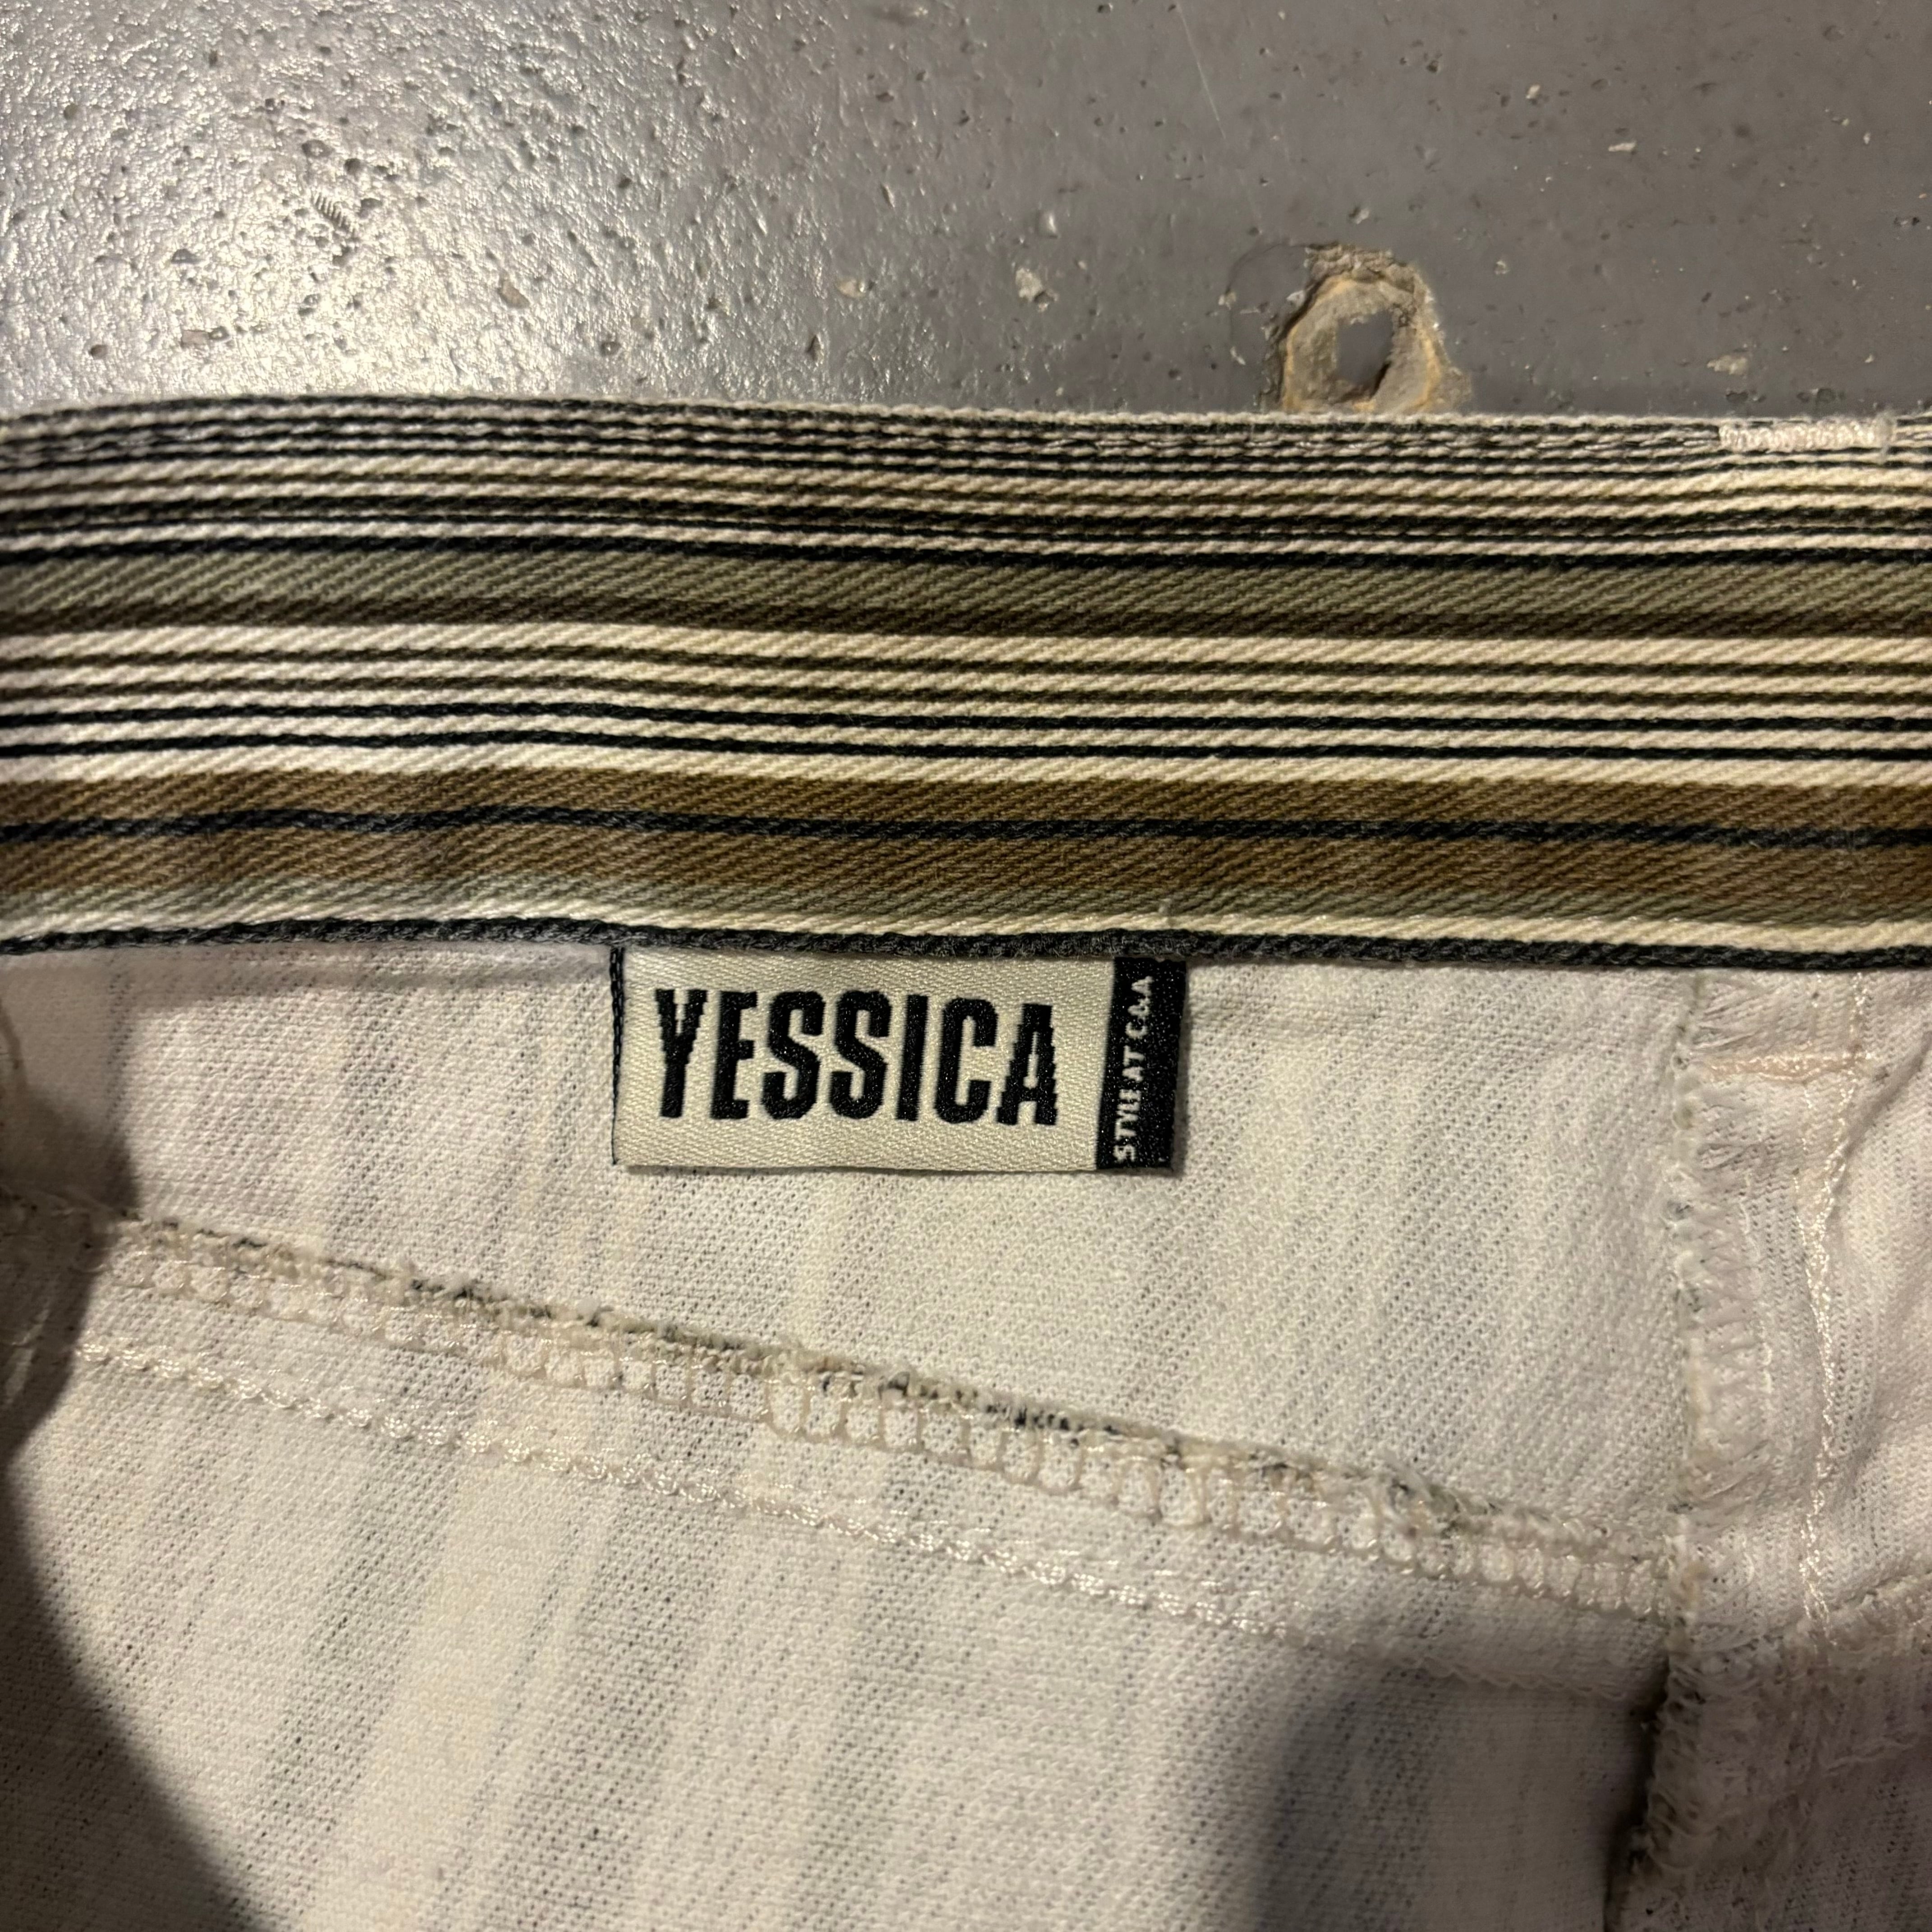 YESSICA
STYLE AT C&A